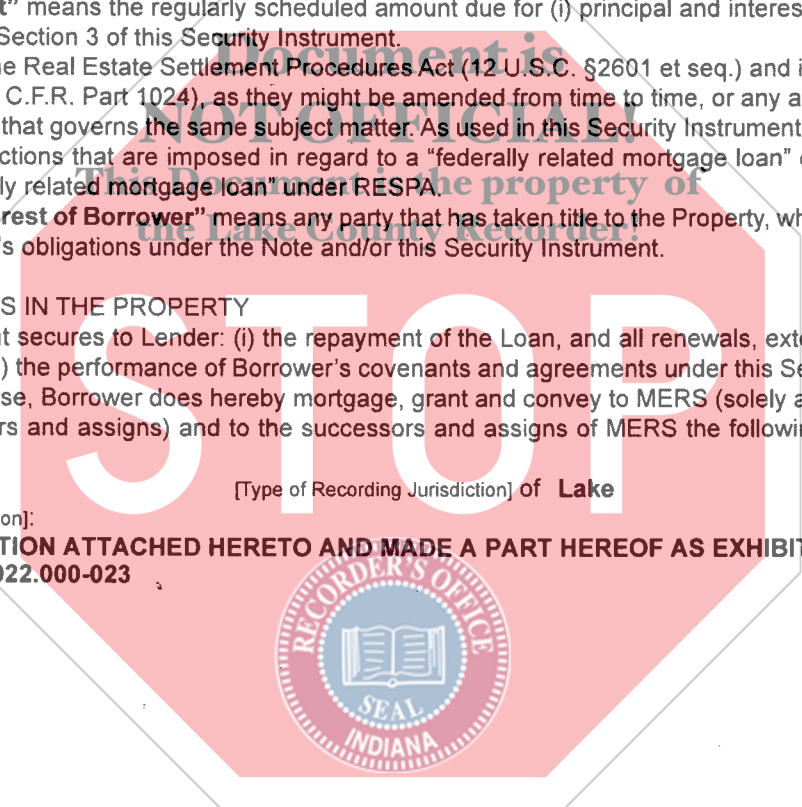 t” means the regularly scheduled amount due for (i) principal and interes
Section 3 of this Security Instrument.
e Real Estate Settlement Procedures Act (12 U.S.C. §2601 et seq.) and i
C.F.R. Part 1024), as they might be amended from time to time, or any a
that governs the same subject matter. As used in this Security Instrument
ctions that are imposed in regard to a “federally related mortgage loan”
ly related mortgage loan” under RESPA.
rest of Borrower” means any party that has taken title to the Property, wh
’s obligations under the Note and/or this Security Instrument.
Document is
NOT OFFICIAL!
This Document is the property of
the Lake County Recorder!
S IN THE PROPERTY
t secures to Lender: (i) the repayment of the Loan, and all renewals, exte
) the performance of Borrower’s covenants and agreements under this Se
se, Borrower does hereby mortgage, grant and convey to MERS (solely a
rs and assigns) and to the successors and assigns of MERS the followi
STOP
[Type of Recording Jurisdiction] of Lake
on]:
TION ATTACHED HERETO AND MADE A PART HEREOF AS EXHIBIT
022.000-023
RECORDER'S OFFICE
SEAL
INDIANA